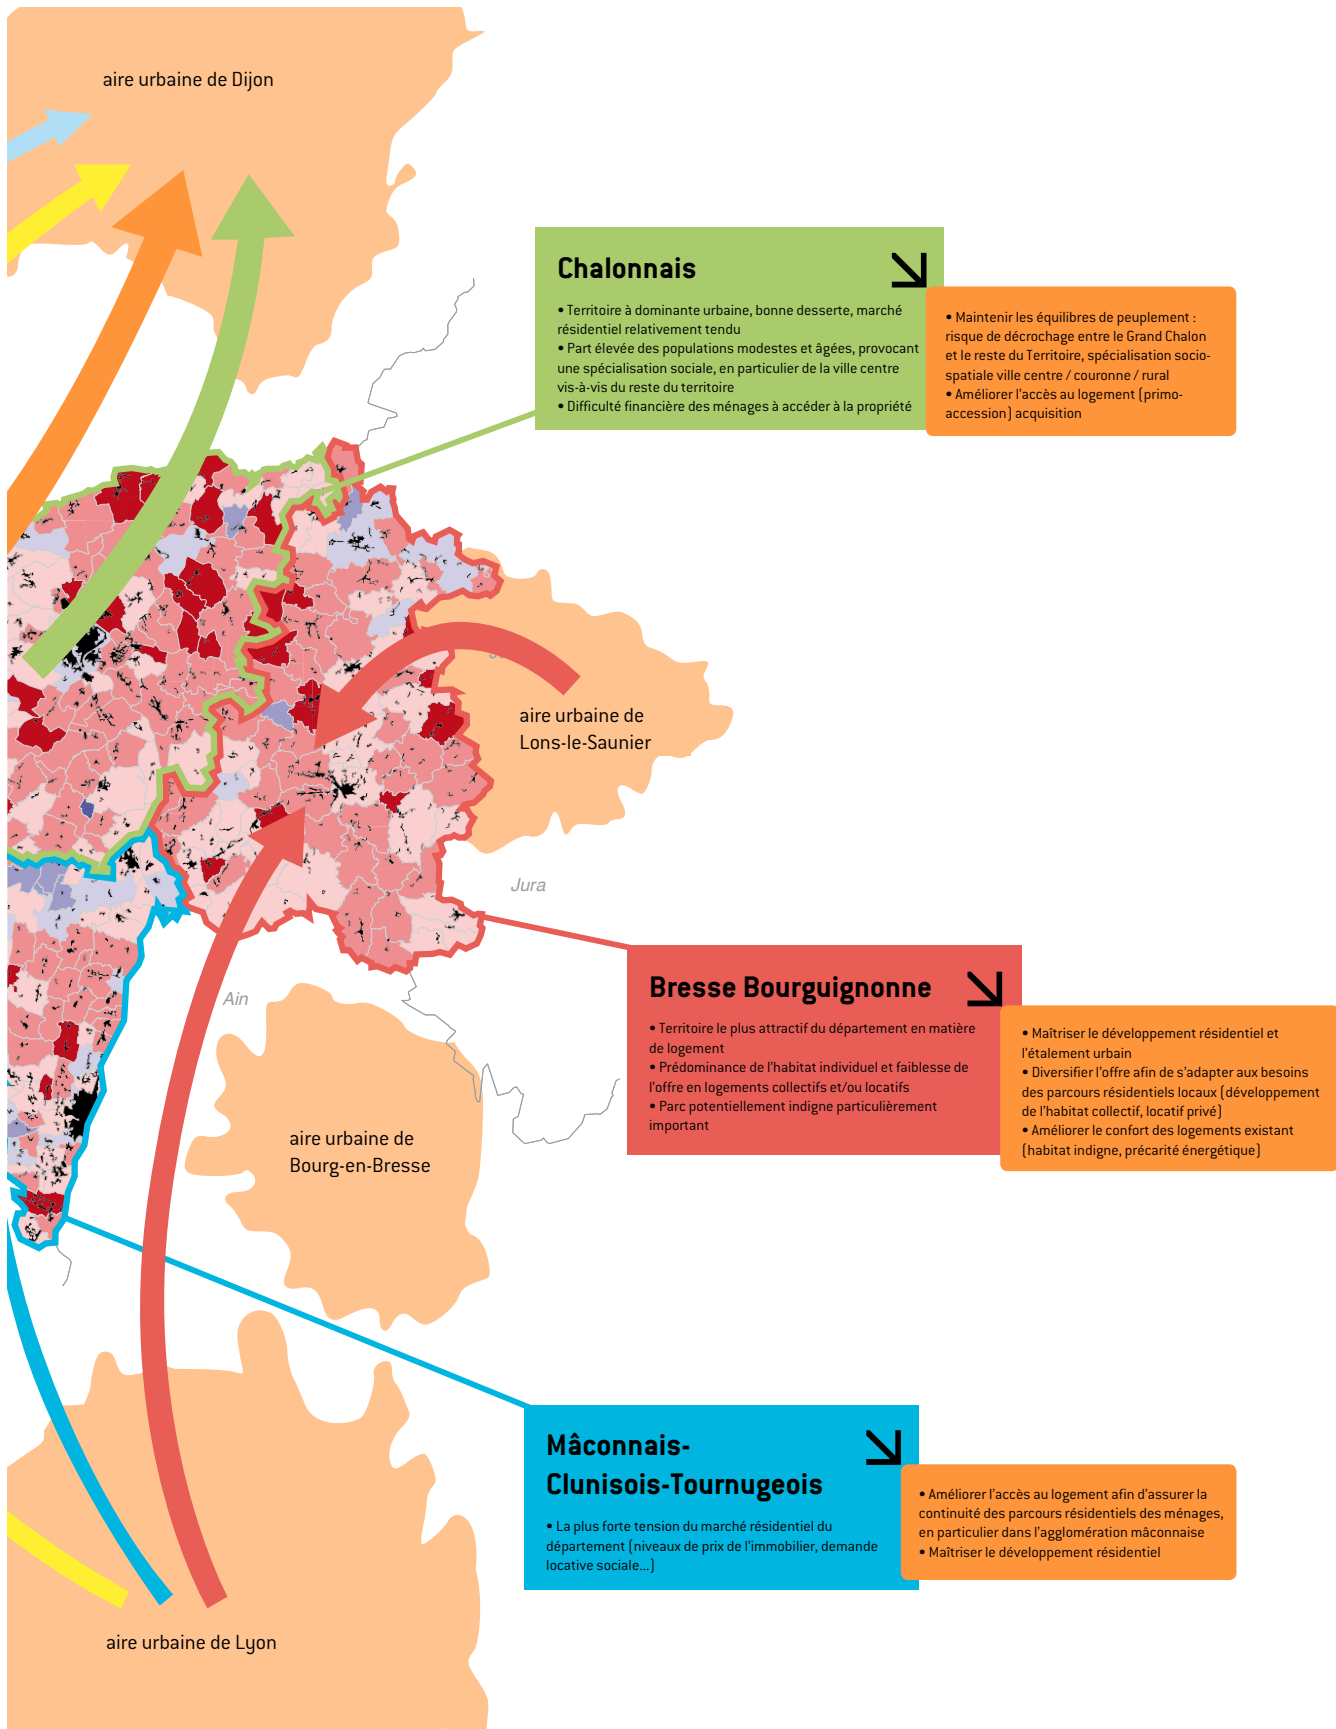 aire urbaine de Dijon
Chalonnais
• Territoire à dominante urbaine, bonne desserte, marché
résidentiel relativement tendu
• Part élevée des populations modestes et âgées, provocant
une spécialisation sociale, en particulier de la ville centre
vis-à-vis du reste du territoire
• Difficulté financière des ménages à accéder à la propriété
• Maintenir les équilibres de peuplement :
risque de décrochage entre le Grand Chalon
et le reste du Territoire, spécialisation socio-
spatiale ville centre / couronne / rural
• Améliorer l'accès au logement (primo-
accession) acquisition
aire urbaine de
Lons-le-Saunier
Jura
Ain
Bresse Bourguignonne
• Territoire le plus attractif du département en matière
de logement
• Prédominance de l'habitat individuel et faiblesse de
l'offre en logements collectifs et/ou locatifs
• Parc potentiellement indigne particulièrement
important
• Maîtriser le développement résidentiel et
l'étalement urbain
• Diversifier l'offre afin de s'adapter aux besoins
des parcours résidentiels locaux (développement
de l'habitat collectif, locatif privé)
• Améliorer le confort des logements existant
(habitat indigne, précarité énergétique)
aire urbaine de
Bourg-en-Bresse
Mâconnais-
Clunisois-Tournugeois
• La plus forte tension du marché résidentiel du
département (niveaux de prix de l'immobilier, demande
locative sociale...)
• Améliorer l'accès au logement afin d'assurer la
continuité des parcours résidentiels des ménages,
en particulier dans l'agglomération mâconnaise
• Maîtriser le développement résidentiel
aire urbaine de Lyon